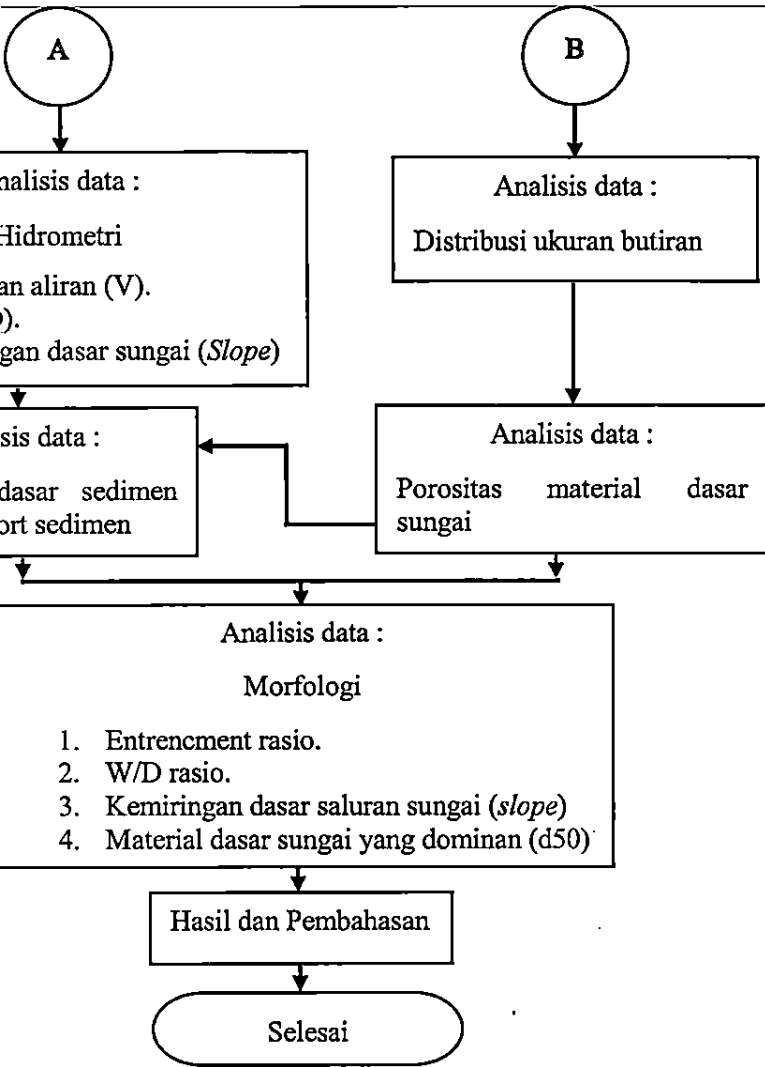 A
B
nalisis data :
Hidrometri
an aliran (V).
).
gan dasar sungai (Slope)
Analisis data :
Distribusi ukuran butiran
sis data :
dasar sedimen
ort sedimen
Analisis data :
Porositas material dasar
sungai
Analisis data :
Morfologi
1. Entrencment rasio.
2. W/D rasio.
3. Kemiringan dasar saluran sungai (slope)
4. Material dasar sungai yang dominan (d50)
Hasil dan Pembahasan
Selesai